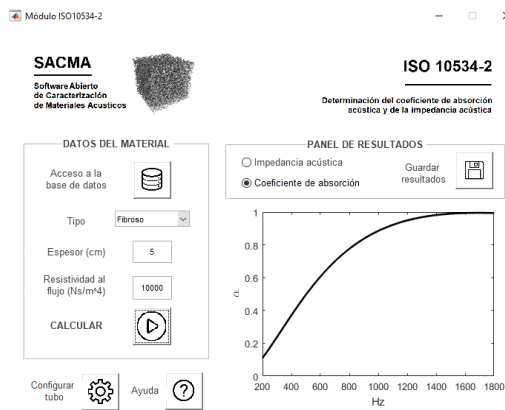 Módulo ISO10534-2
SACMA
Software Abierto
de Caracterización
de Materiales Acusticos
ISO 10534-2
Determinación del coeficiente de absorción
acústica y de la impedancia acústica
DATOS DEL MATERIAL
Acceso a la
base de datos
Tipo
Fibroso
Espesor (cm)
5
Resistividad al
flujo (Ns/m^4)
10000
CALCULAR
Configurar
tubo
Ayuda
PANEL DE RESULTADOS
Impedancia acústica
Coeficiente de absorción
Guardar
resultados
1
0.8
0.6
0.4
0.2
0
α
200 400 600 800 1000 1200 1400 1600 1800
Hz